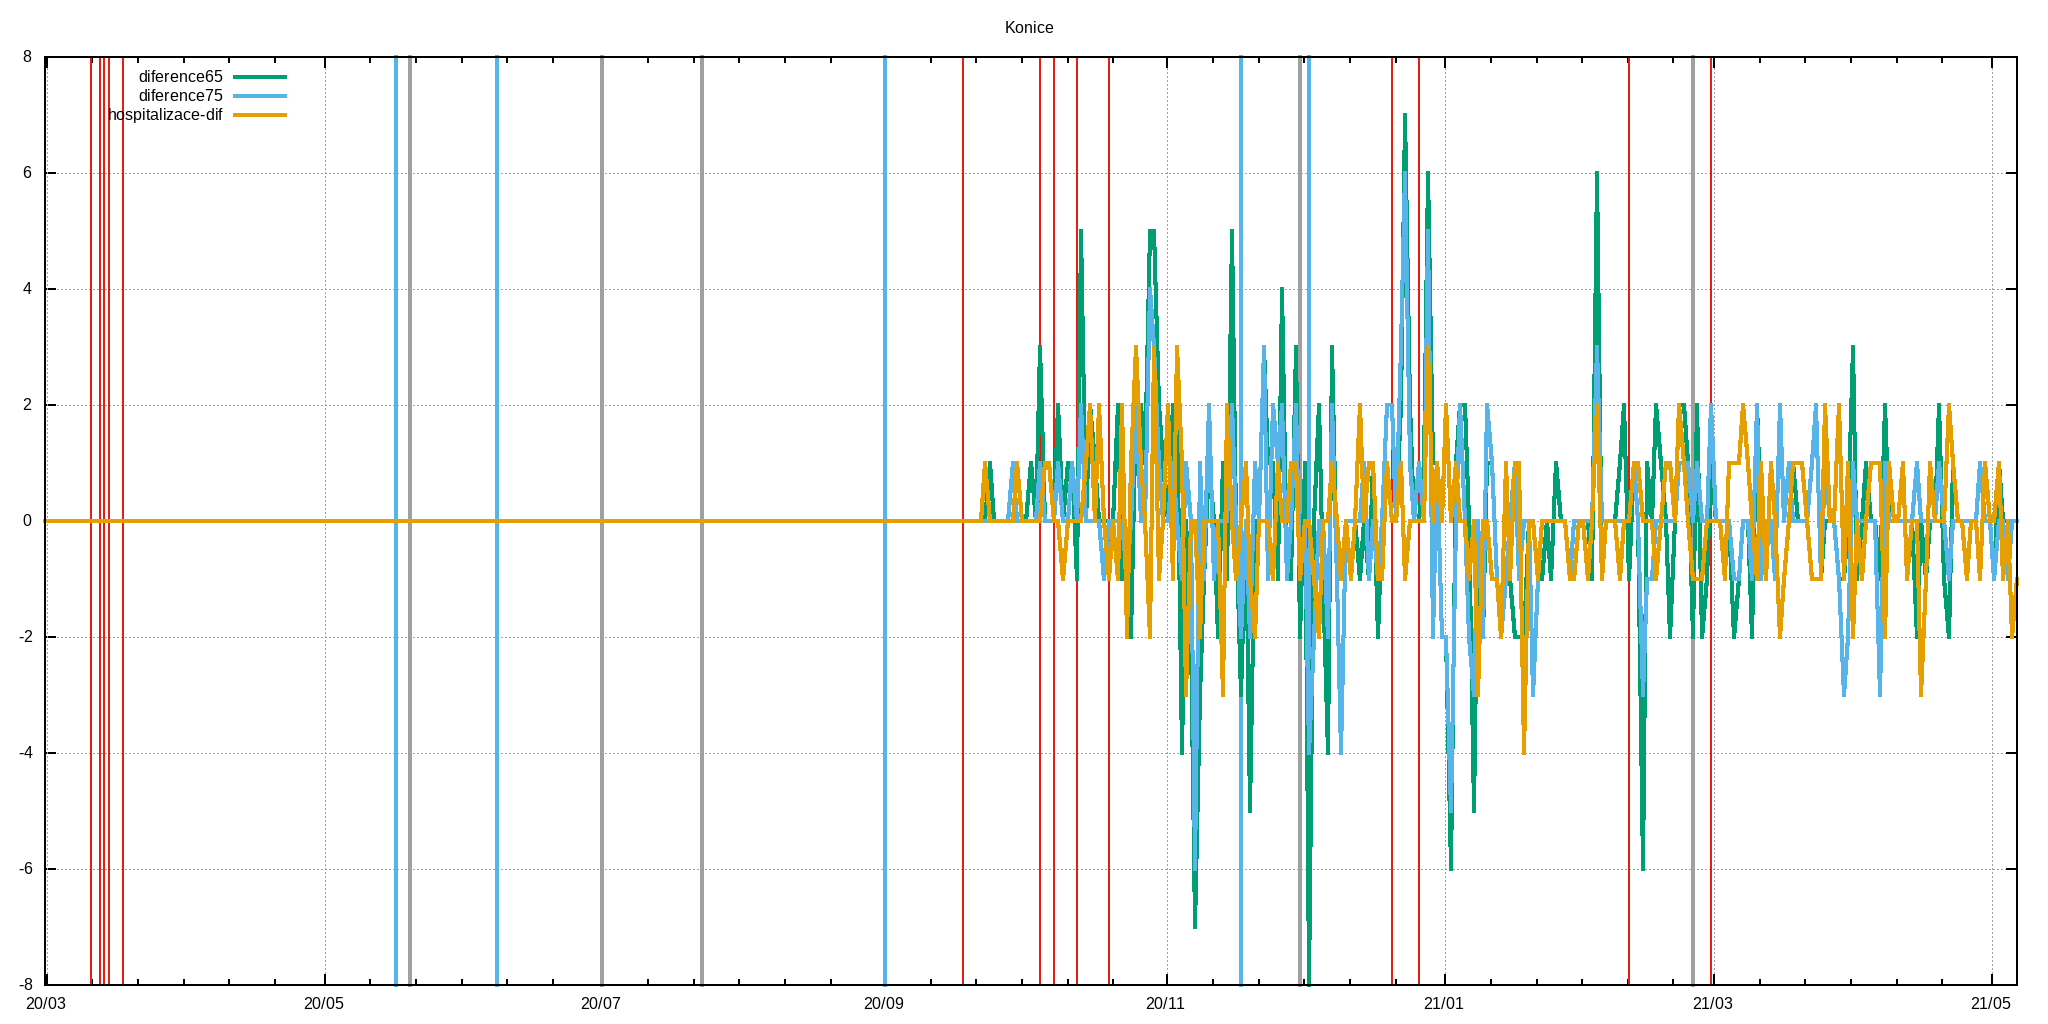 Konice
diference65
diference75
hospitalizace-dif
8
6
4
2
0
-2
-4
-6
-8
20/03 20/05 20/07 20/09 20/11 21/01 21/03 21/05